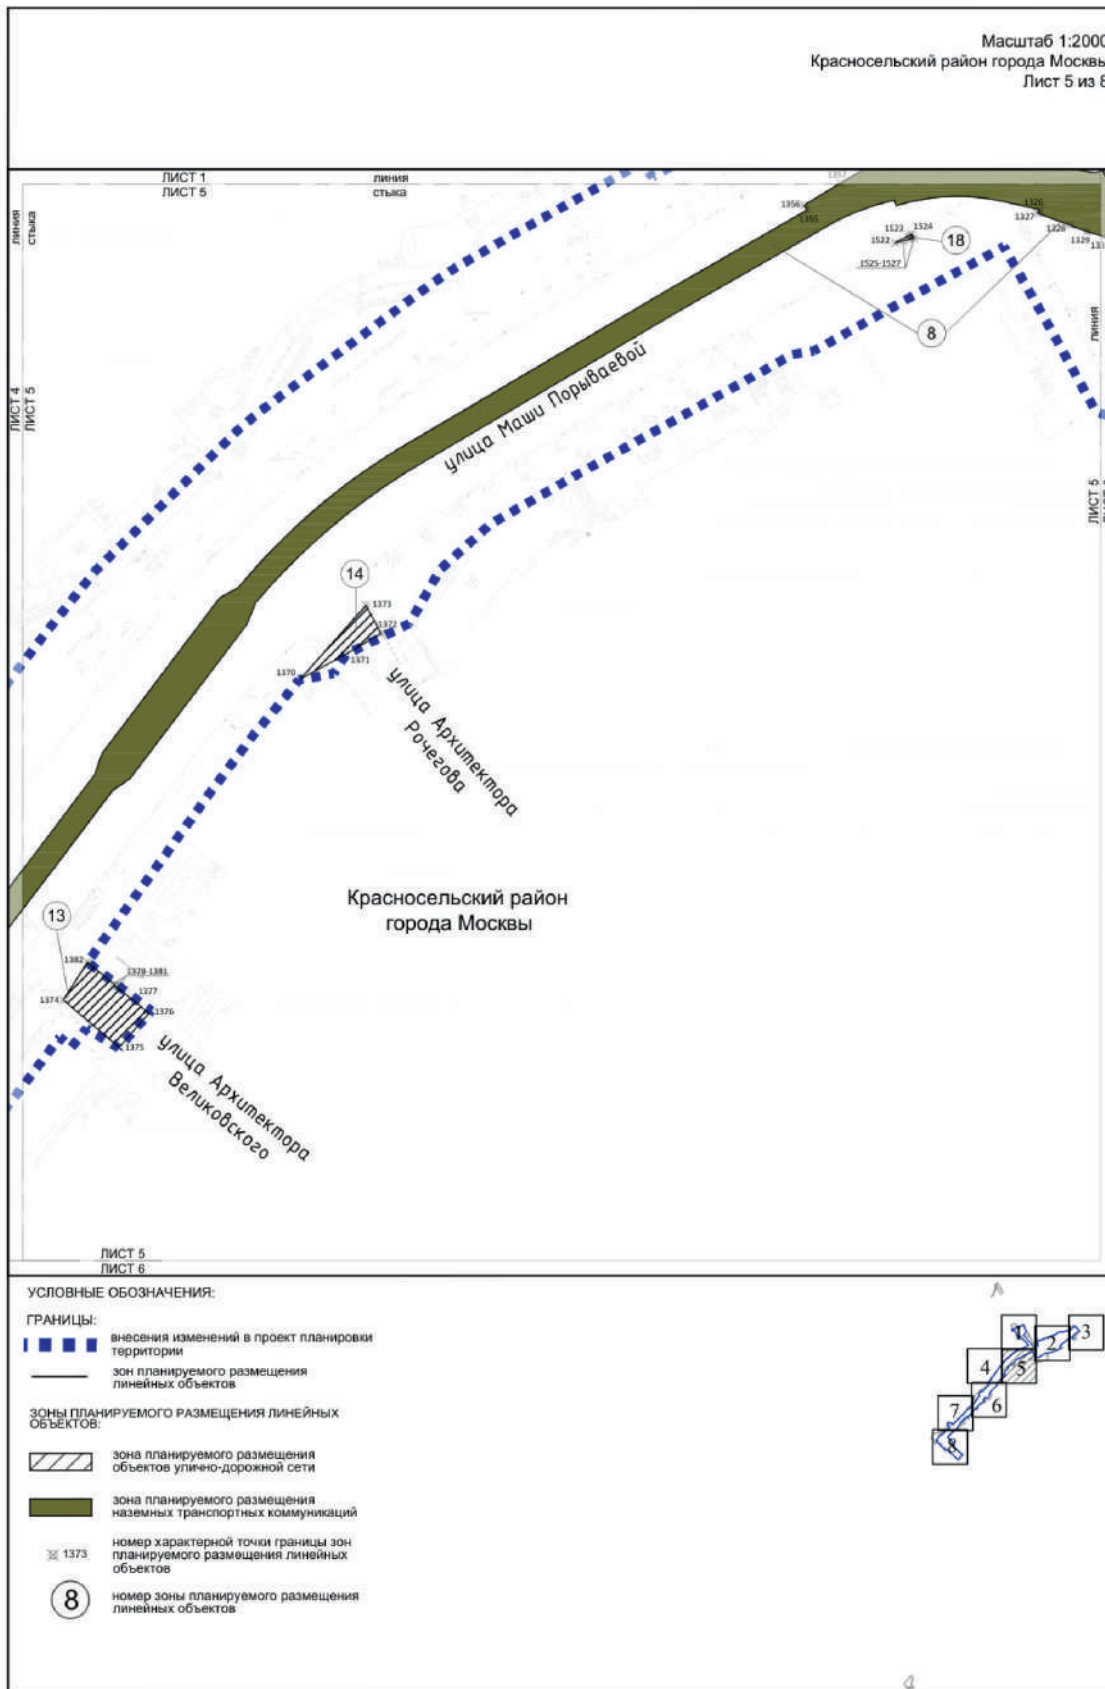 Масштаб 1:2000
Красносельский район города Москвы
Лист 5 из 8
ЛИСТ 1
линия
ЛИСТ 5
стыка
линия
стыка
1357
1356
1355
1326
1327
1328
1329
1523
1524
1522
18
1525-1527
8
линия
ЛИСТ 4
ЛИСТ 5
улица Маши Порываевой
ЛИСТ 5
14
1373
1372
1371
1370
улица Архитектора
Рочегова
Красносельский район
города Москвы
13
1382
1378-1381
1377
1374
1376
1375
улица Архитектора
Великовского
ЛИСТ 5
ЛИСТ 6
УСЛОВНЫЕ ОБОЗНАЧЕНИЯ:
ГРАНИЦЫ:
внесения изменений в проект планировки
территории
зон планируемого размещения
линейных объектов
ЗОНЫ ПЛАНИРУЕМОГО РАЗМЕЩЕНИЯ ЛИНЕЙНЫХ
ОБЪЕКТОВ:
зона планируемого размещения
объектов улично-дорожной сети
зона планируемого размещения
наземных транспортных коммуникаций
1373
номер характерной точки границы зон
планируемого размещения линейных
объектов
8
номер зоны планируемого размещения
линейных объектов
1
2
3
4
5
6
7
8